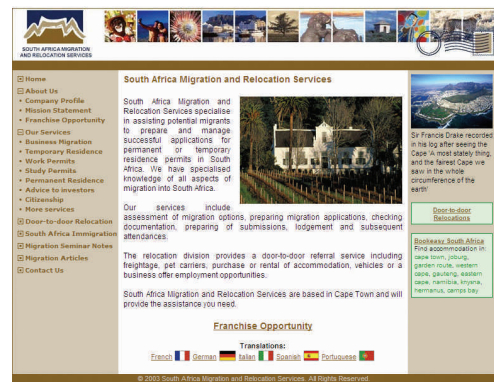 SOUTH AFRICA MIGRATION
AND RELOCATION SERVICES
Home
About Us
Company Profile
Mission Statement
Franchise Opportunity
Our Services
Business Migration
Temporary Residence
Work Permits
Study Permits
Permanent Residence
Advice to investors
Citizenship
More services
Door-to-door Relocation
South Africa Immigration
Migration Seminar Notes
Migration Articles
Contact Us
South Africa Migration and Relocation Services
South Africa Migration and
Relocation Services specialise
in assisting potential migrants
to prepare and manage
successful applications for
permanent or temporary
residence permits in South
Africa. We have specialised
knowledge of all aspects of
migration into South Africa.
Our services include
assessment of migration options, preparing migration applications, checking
documentation, preparing of submissions, lodgement and subsequent
attendances.
The relocation division provides a door-to-door referral service including
freightage, pet carriers, purchase or rental of accommodation, vehicles or a
business offer employment opportunities.
South Africa Migration and Relocation Services are based in Cape Town and will
provide the assistance you need.
Franchise Opportunity
Translations:
French German Italian Spanish Portuguese
Sir Francis Drake recorded
in his log after seeing the
Cape 'A most stately thing,
and the fairest Cape we
saw in the whole
circumference of the
earth'
Door-to-door
Relocations
Bookeasy South Africa
Find accommodation in:
cape town, joburg,
garden route, western
cape, gauteng, eastern
cape, namibia, knysna,
hermanus, camps bay
© 2003 South Africa Migration and Relocation Services. All Rights Reserved.